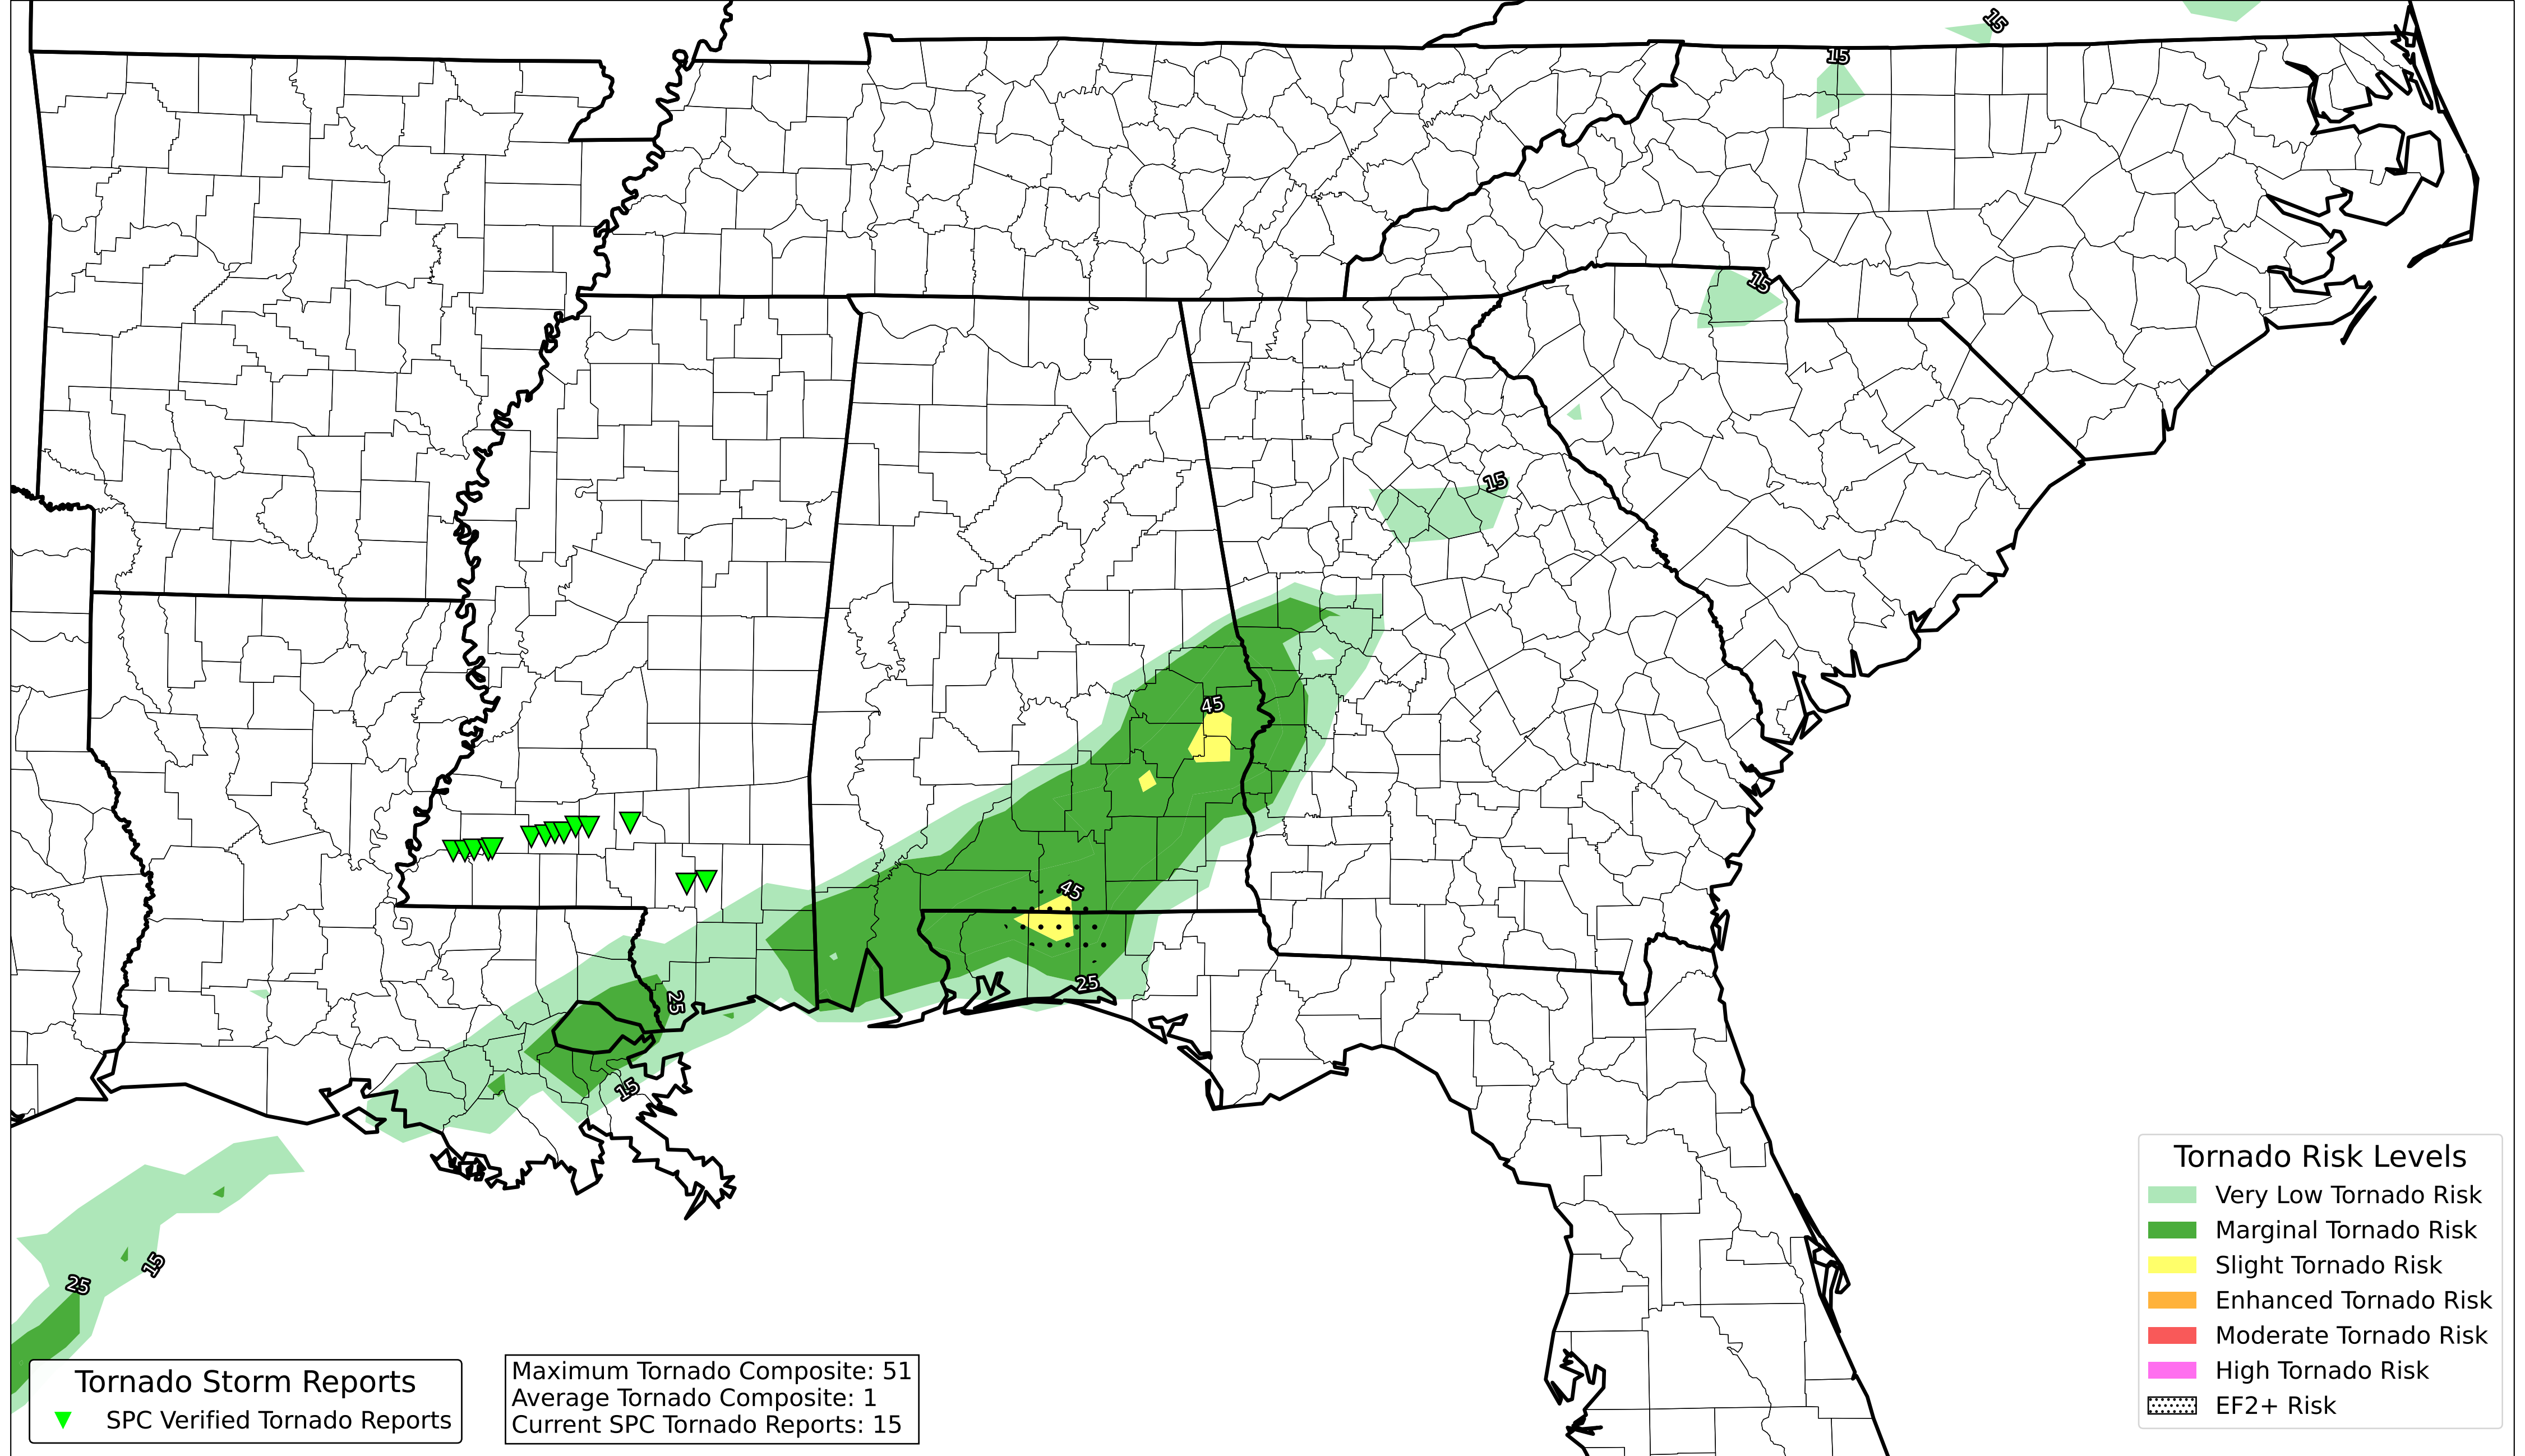 15
15
15
15
45
45
25
25
15
15
25
Tornado Storm Reports
SPC Verified Tornado Reports
Maximum Tornado Composite: 51
Average Tornado Composite: 1
Current SPC Tornado Reports: 15
Tornado Risk Levels
Very Low Tornado Risk
Marginal Tornado Risk
Slight Tornado Risk
Enhanced Tornado Risk
Moderate Tornado Risk
High Tornado Risk
EF2+ Risk